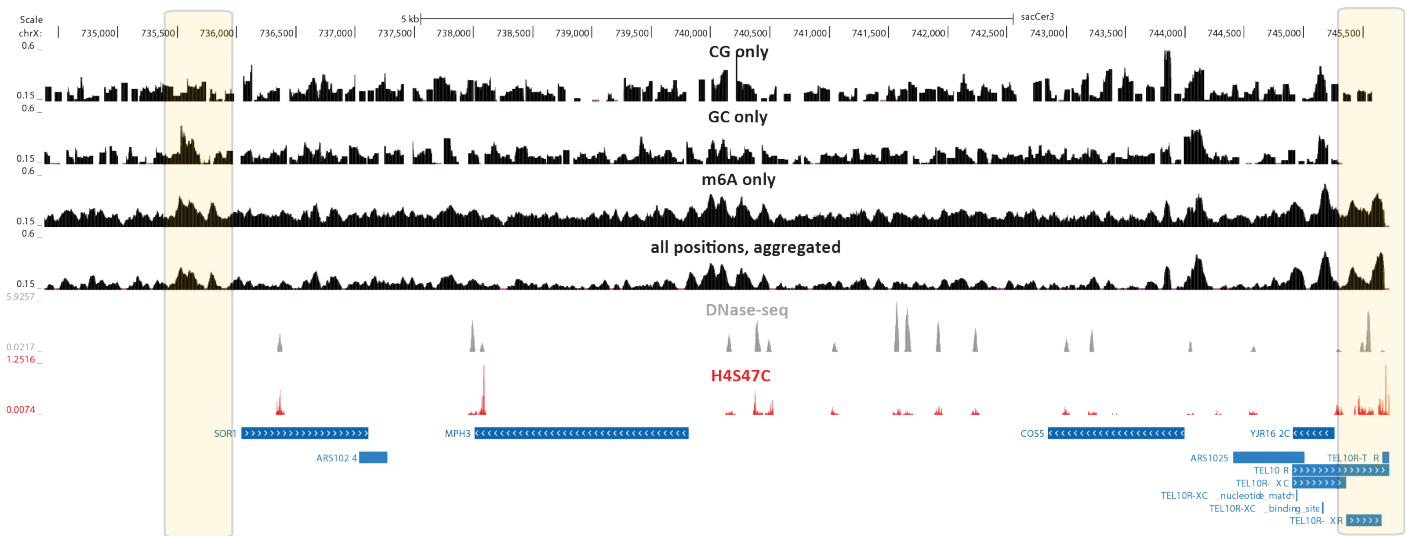 Scale 5 kb sacCer3
chrX: 735,000 735,500 736,000 736,500 737,000 737,500 738,000 738,500 739,000 739,500 740,000 740,500 741,000 741,500 742,000 742,500 743,000 743,500 744,000 744,500 745,000 745,500
0.6 _
CG only
0.15 _
0.6 _
GC only
0.15 _
0.6 _
m6A only
0.15 _
0.6 _
all positions, aggregated
0.15 _
5.9257 _
DNase-seq
0.0217 _
1.2516 _
H4S47C
0.0074 _
SOR1 MPH3 COS5 YJR16 2C
ARS102 4 ARS1025 TEL10R-T R
TEL10 R
TEL10R- X C
TEL10R-XC _nucleotide_match
TEL10R-XC _binding_site
TEL10R- XR